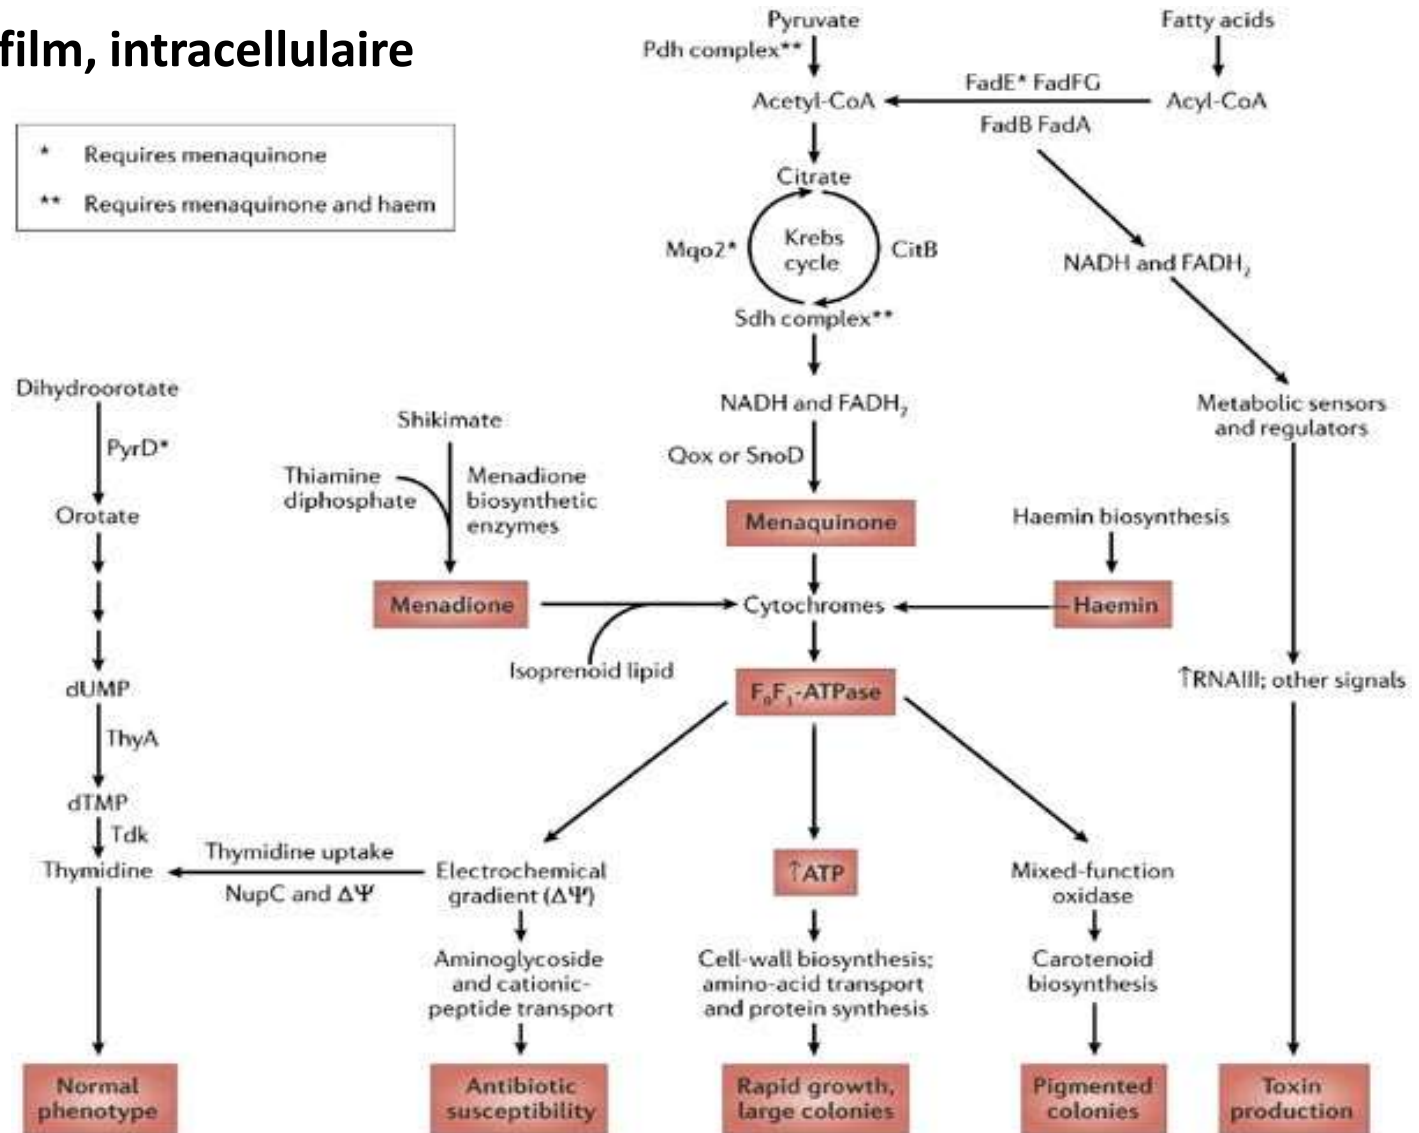 film, intracellulaire
* Requires menaquinone
** Requires menaquinone and haem
Pyruvate
Pdh complex**
Acetyl-CoA
Fatty acids
FadE* FadFG
Acyl-CoA
FadB FadA
Citrate
Mqo2*
Krebs
cycle
CitB
NADH and FADH₂
Sdh complex**
NADH and FADH₂
Qox or SnoD
Metabolic sensors
and regulators
Dihydroorotate
PyrD*
Orotate
Shikimate
Thiamine
diphosphate
Menadione
biosynthetic
enzymes
Menaquinone
Haemin biosynthesis
Menadione
Cytochromes
Haemin
Isoprenoid lipid
dUMP
F₀F₁-ATPase
↑RNAIII; other signals
ThyA
dTMP
Tdk
Thymidine
Thymidine uptake
NupC and ΔΨ
Electrochemical
gradient (ΔΨ)
↑ATP
Mixed-function
oxidase
Aminoglycoside
and cationic-
peptide transport
Cell-wall biosynthesis;
amino-acid transport
and protein synthesis
Carotenoid
biosynthesis
Normal
phenotype
Antibiotic
susceptibility
Rapid growth,
large colonies
Pigmented
colonies
Toxin
production